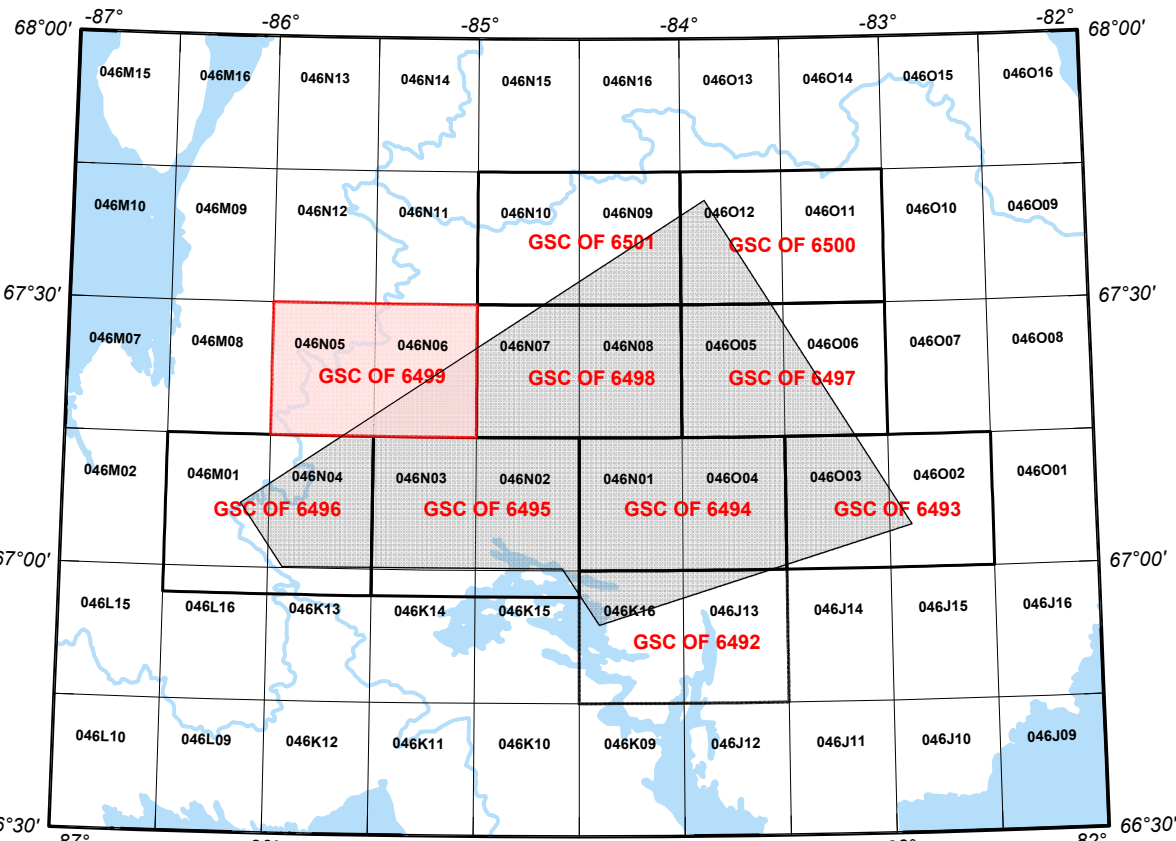 -87° -86° -85° -84° -83° -82°
68°00' 68°00'
046M15 046M16 046N13 046N14 046N15 046N16 046O13 046O14 046O15 046O16
046M10 046M09 046N12 046N11 046N10 046N09 046O12 046O11 046O10 046O09
GSC OF 6501 GSC OF 6500
67°30' 67°30'
046M07 046M08 046N05 046N06 046N07 046N08 046O05 046O06 046O07 046O08
GSC OF 6499 GSC OF 6498 GSC OF 6497
046M02 046M01 046N04 046N03 046N02 046N01 046O04 046O03 046O02 046O01
GSC OF 6496 GSC OF 6495 GSC OF 6494 GSC OF 6493
7°00' 67°00'
046L15 046L16 046K13 046K14 046K15 046K16 046J13 046J14 046J15 046J16
GSC OF 6492
046L10 046L09 046K12 046K11 046K10 046K09 046J12 046J11 046J10 046J09
6°30' 66°30'
87° 82°